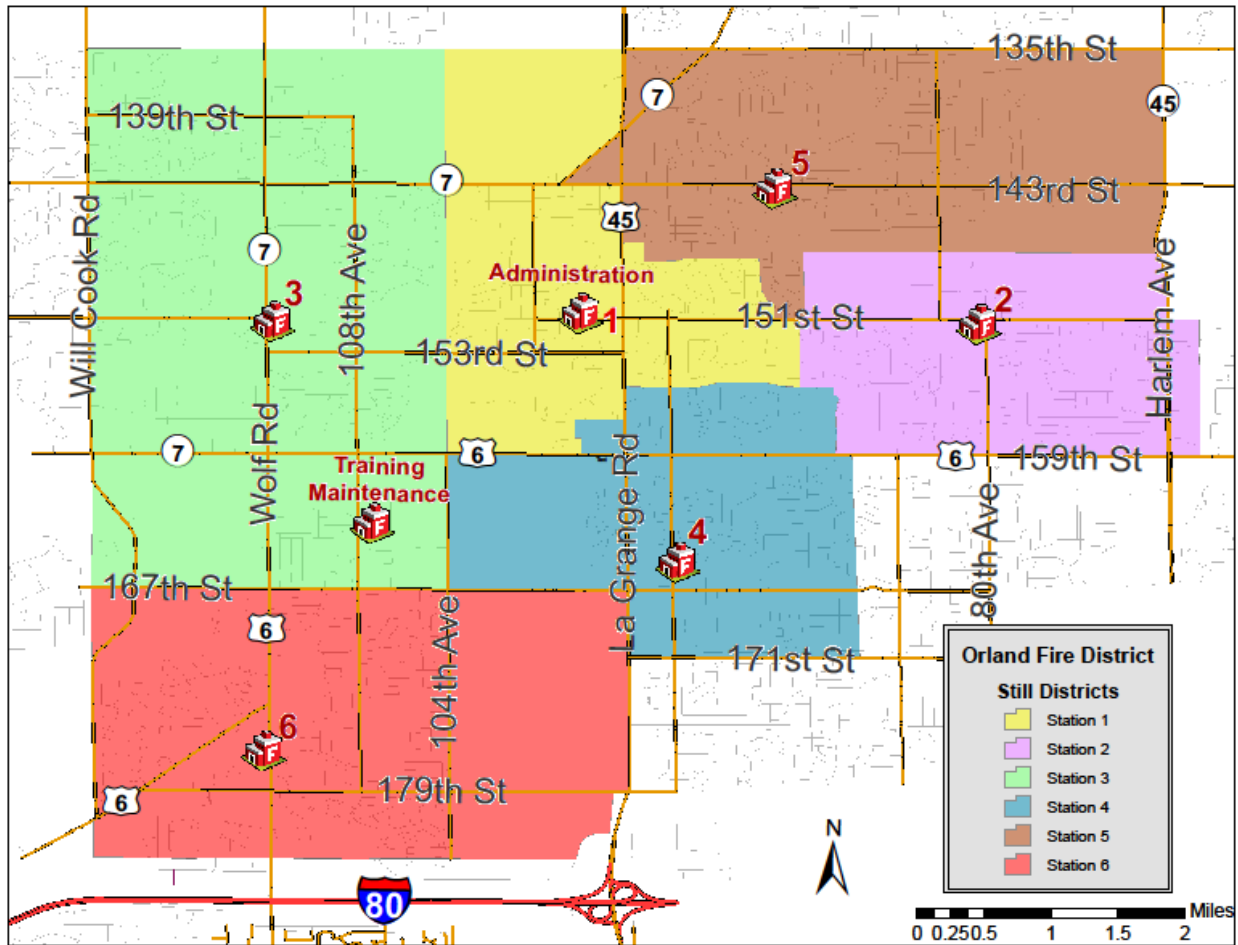 135th St
7
45
139th St
5
7
143rd St
45
Will Cook Rd
7
108th Ave
Administration
3
1
151st St
2
Harlem Ave
153rd St
7
Wolf Rd
6
La Grange Rd
6
159th St
Training
Maintenance
4
80th Ave
167th St
6
104th Ave
171st St
6
179th St
6
80
N
Orland Fire District
Still Districts
Station 1
Station 2
Station 3
Station 4
Station 5
Station 6
Miles
0 0.25 0.5 1 1.5 2
F
F
F
F
F
F
F